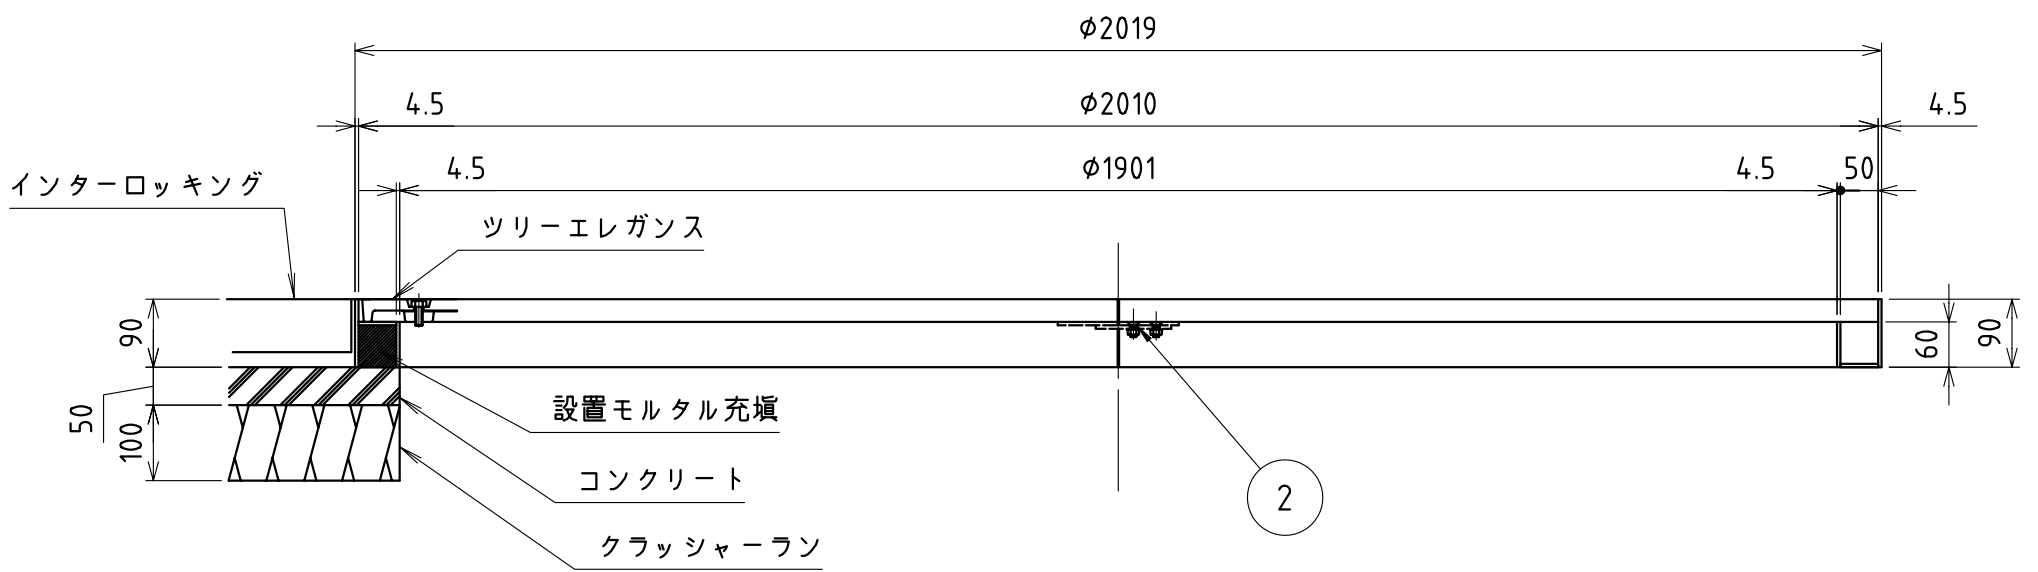 φ2019
4.5
φ2010
4.5
4.5
φ1901
4.5
50
インターロッキング
ツリーエレガンス
90
60
90
50
100
設置モルタル充塡
コンクリート
2
クラッシャーラン